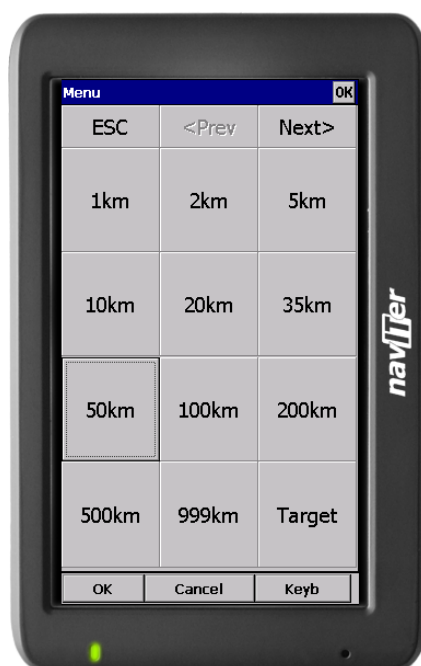 Menu OK
ESC <Prev Next>
1km 2km 5km
10km 20km 35km
50km 100km 200km
500km 999km Target
OK Cancel Keyb
naviter